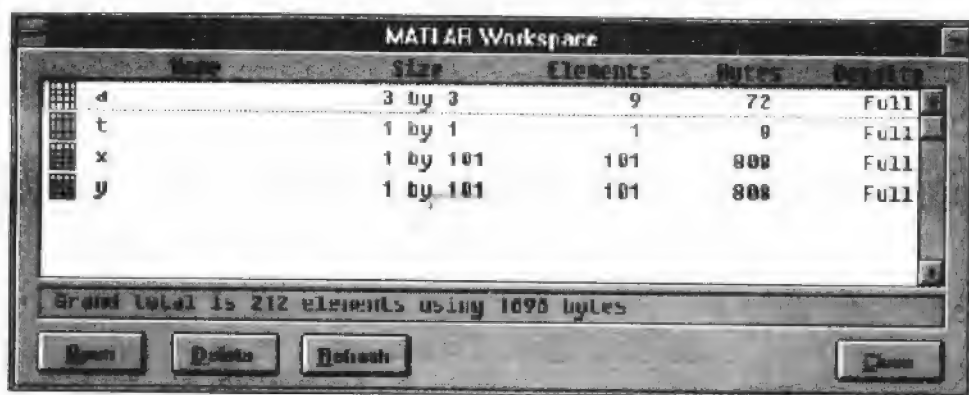 MATLAB Workspace
Name Size Elements Bytes Density
a 3 by 3 9 72 Full
t 1 by 1 1 8 Full
x 1 by 101 101 808 Full
y 1 by 101 101 808 Full
Grand total is 212 elements using 1696 bytes
Open Delete Refresh Close